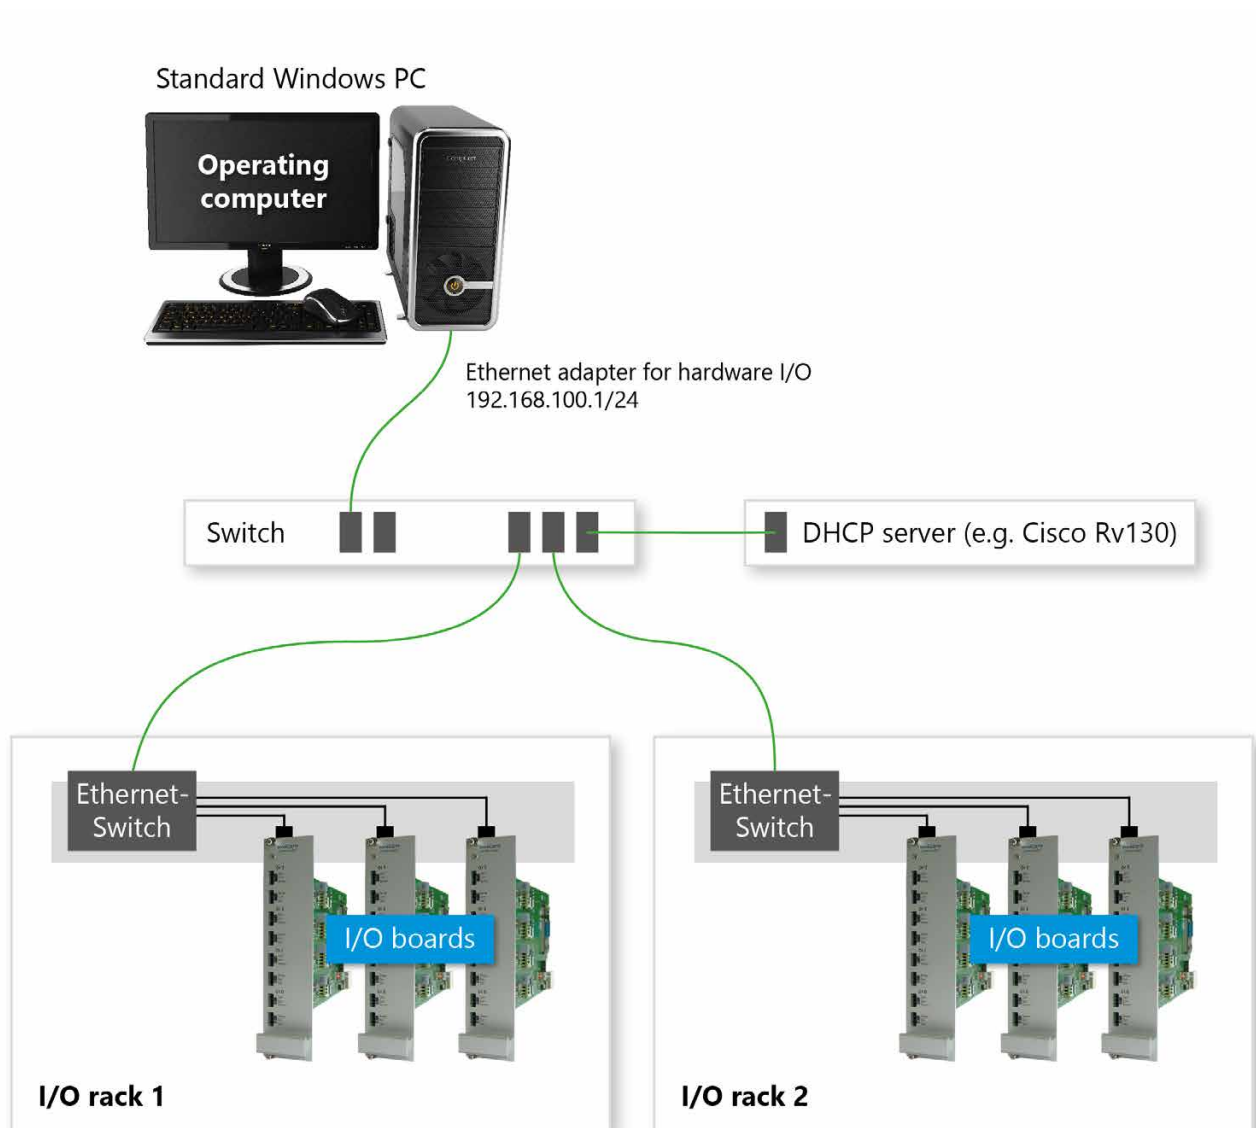 Standard Windows PC
Operating
computer
Ethernet adapter for hardware I/O
192.168.100.1/24
Switch
DHCP server (e.g. Cisco Rv130)
Ethernet-
Switch
I/O boards
I/O rack 1
Ethernet-
Switch
I/O boards
I/O rack 2